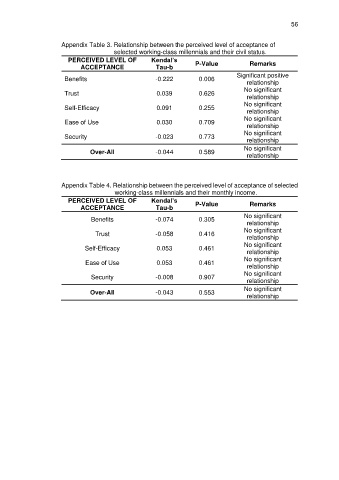 56
Appendix Table 3. Relationship between the perceived level of acceptance of
selected working-class millennials and their civil status.
PERCEIVED LEVEL OF ACCEPTANCE Kendal's Tau-b P-Value Remarks
Benefits -0.222 0.006 Significant positive relationship
Trust 0.039 0.626 No significant relationship
Self-Efficacy 0.091 0.255 No significant relationship
Ease of Use 0.030 0.709 No significant relationship
Security -0.023 0.773 No significant relationship
Over-All -0.044 0.589 No significant relationship
Appendix Table 4. Relationship between the perceived level of acceptance of selected
working-class millennials and their monthly income.
PERCEIVED LEVEL OF ACCEPTANCE Kendal's Tau-b P-Value Remarks
Benefits -0.074 0.305 No significant relationship
Trust -0.058 0.416 No significant relationship
Self-Efficacy 0.053 0.461 No significant relationship
Ease of Use 0.053 0.461 No significant relationship
Security -0.008 0.907 No significant relationship
Over-All -0.043 0.553 No significant relationship